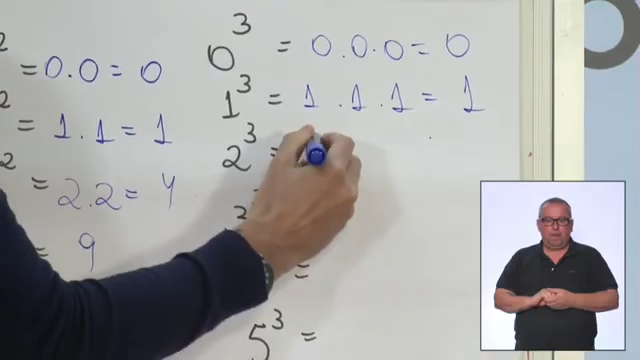 2 = 0.0 = 0
2 = 1.1 = 1
2 = 2.2 = 4
= 9
0³ = 0.0.0 = 0
1³ = 1.1.1 = 1
2³ =
=
5³ =